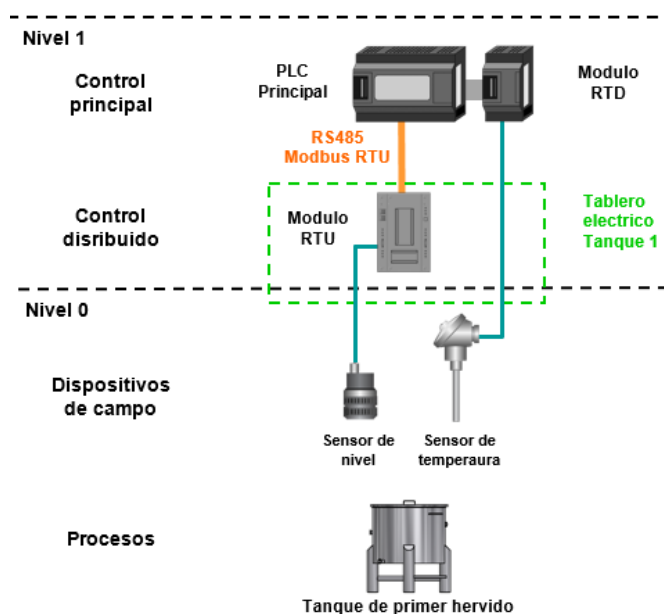 Nivel 1
Control
principal
PLC
Principal
Modulo
RTD
RS485
Modbus RTU
Control
disribuido
Modulo
RTU
Tablero
electrico
Tanque 1
Nivel 0
Dispositivos
de campo
Sensor de
nivel
Sensor de
temperaura
Procesos
Tanque de primer hervido